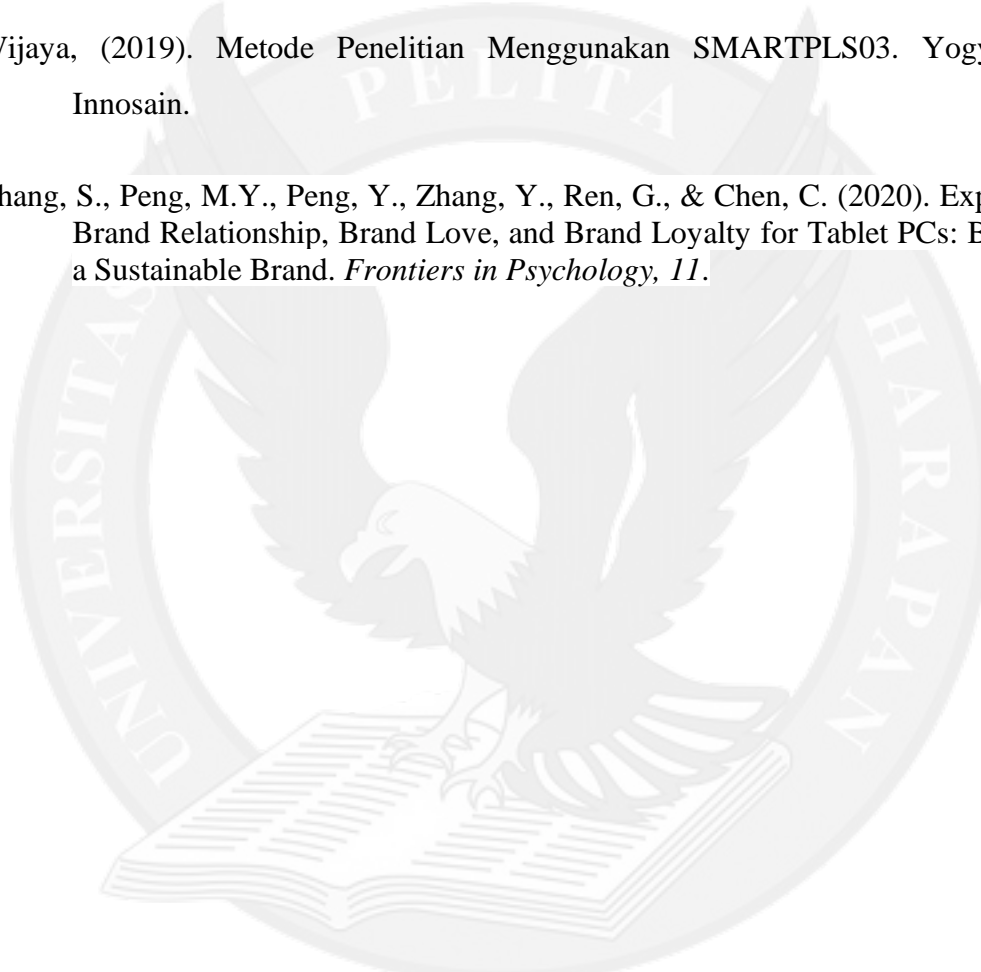 Vijaya, (2019). Metode Penelitian Menggunakan SMARTPLS03. Yogy
Innosain.
hang, S., Peng, M.Y., Peng, Y., Zhang, Y., Ren, G., & Chen, C. (2020). Exp
Brand Relationship, Brand Love, and Brand Loyalty for Tablet PCs: B
a Sustainable Brand. Frontiers in Psychology, 11.
UNIVERSITAS PELITA HARAPAN